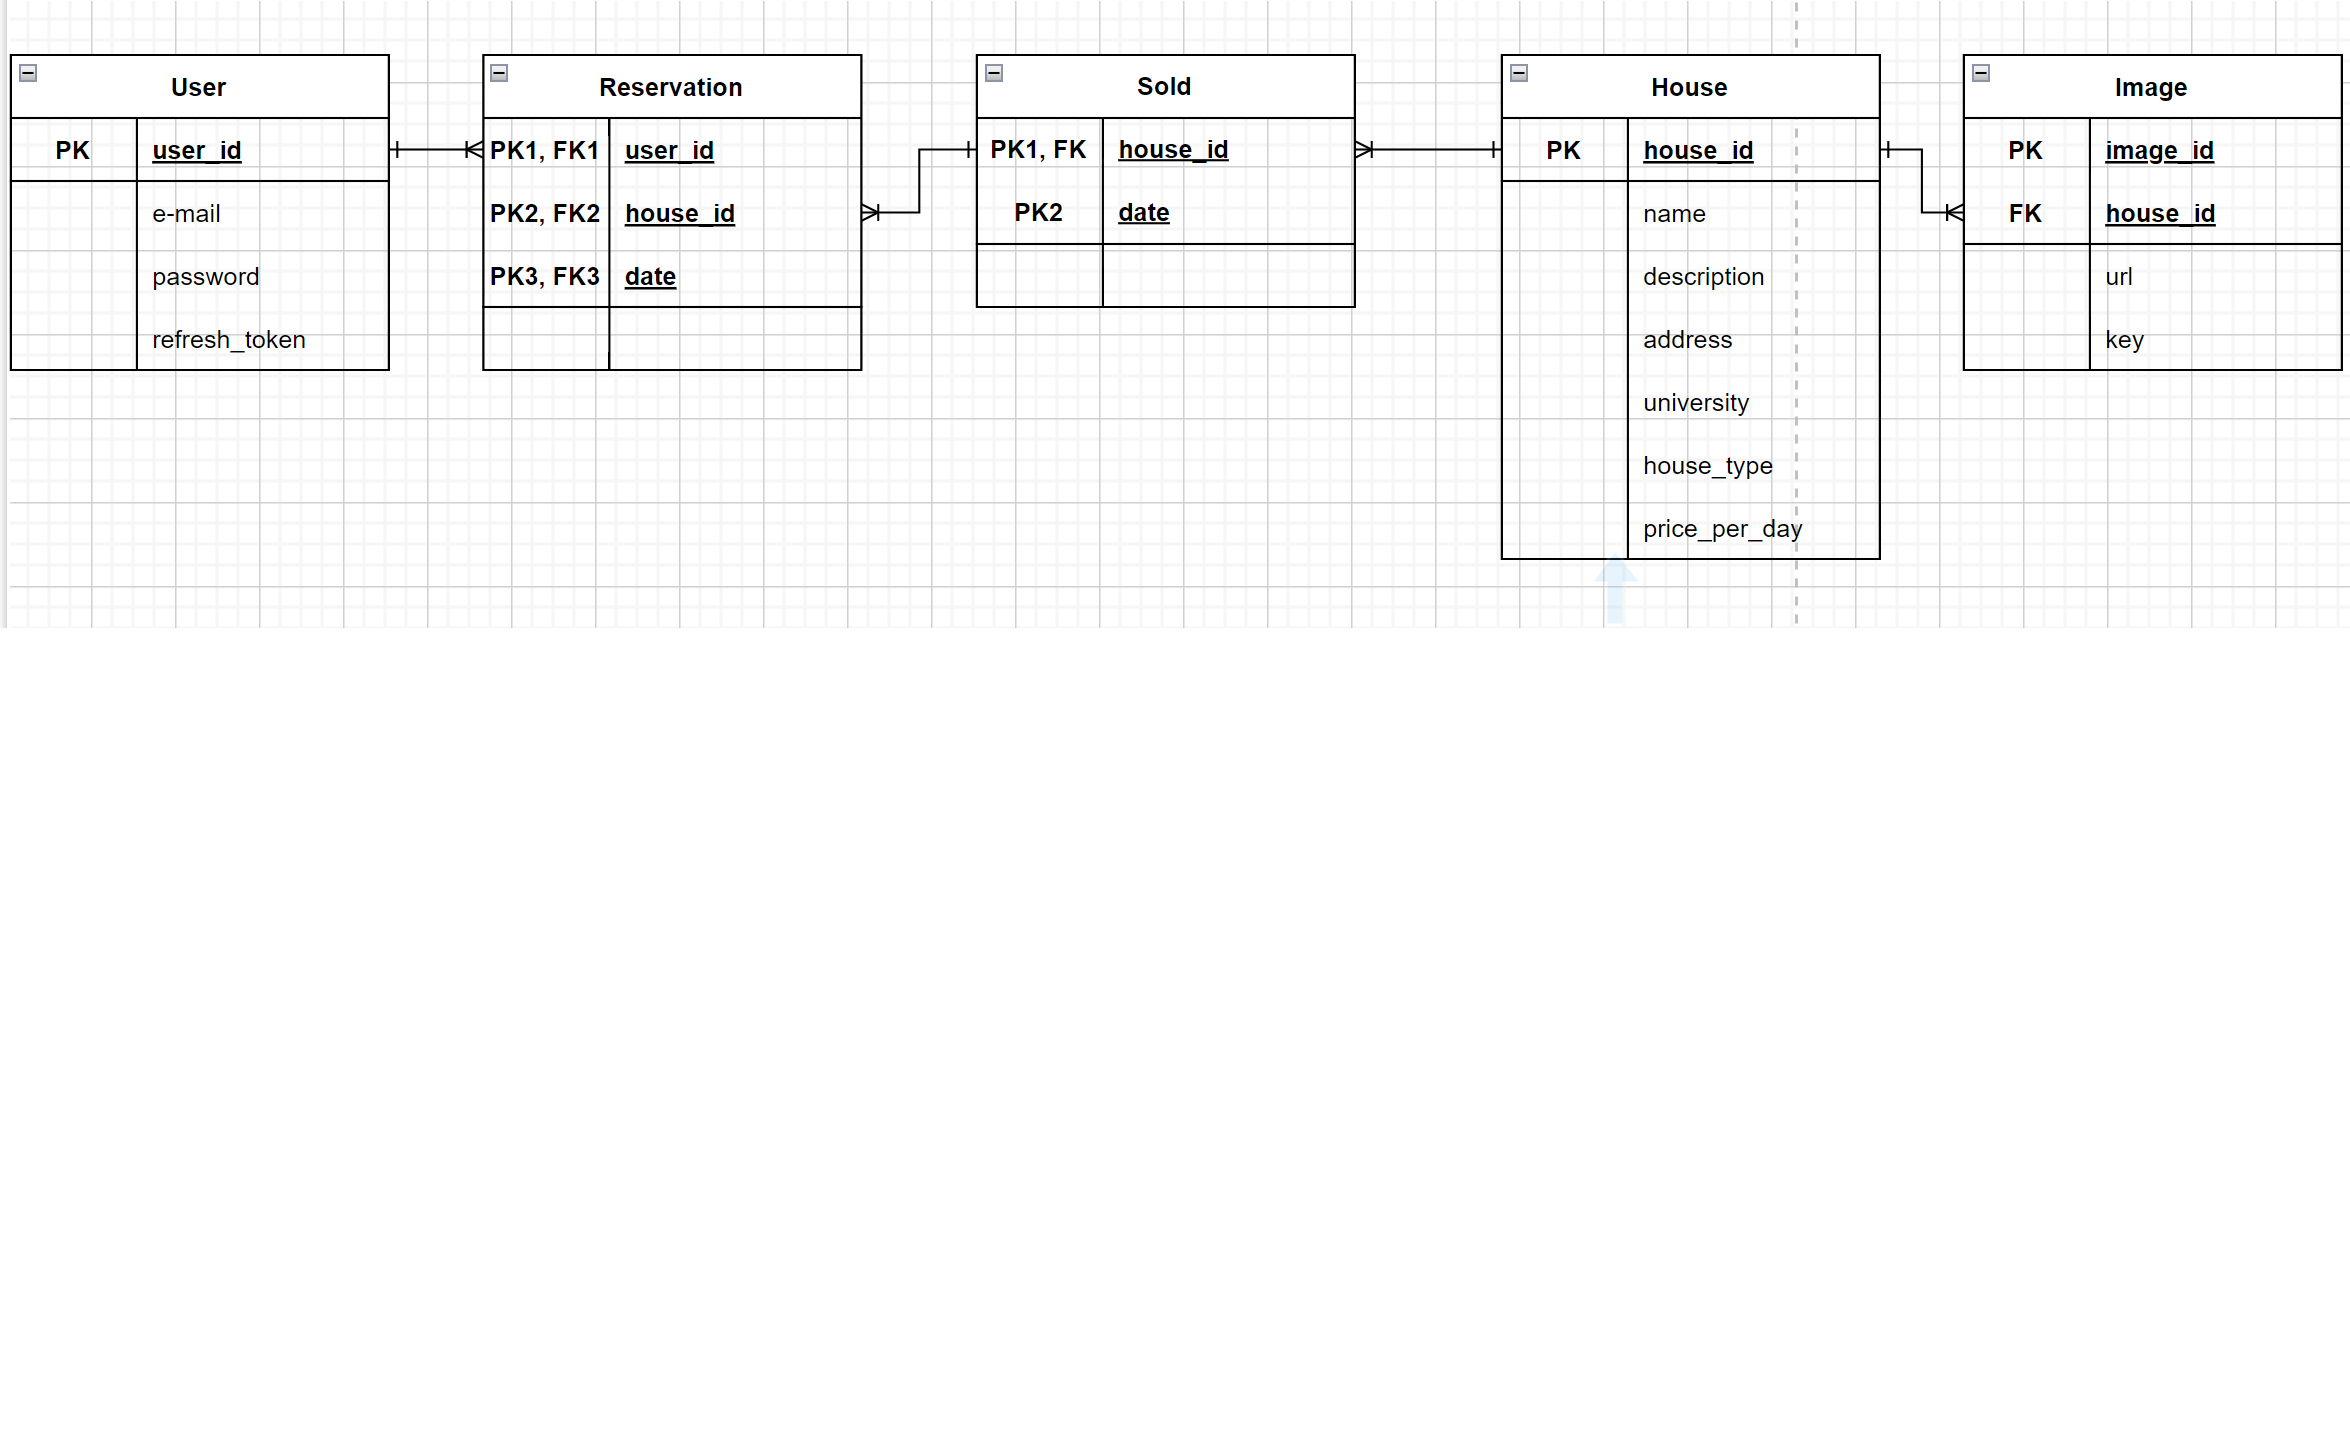 User
PK user_id
e-mail
password
refresh_token
Reservation
PK1, FK1 user_id
PK2, FK2 house_id
PK3, FK3 date
Sold
PK1, FK house_id
PK2 date
House
PK house_id
name
description
address
university
house_type
price_per_day
Image
PK image_id
FK house_id
url
key